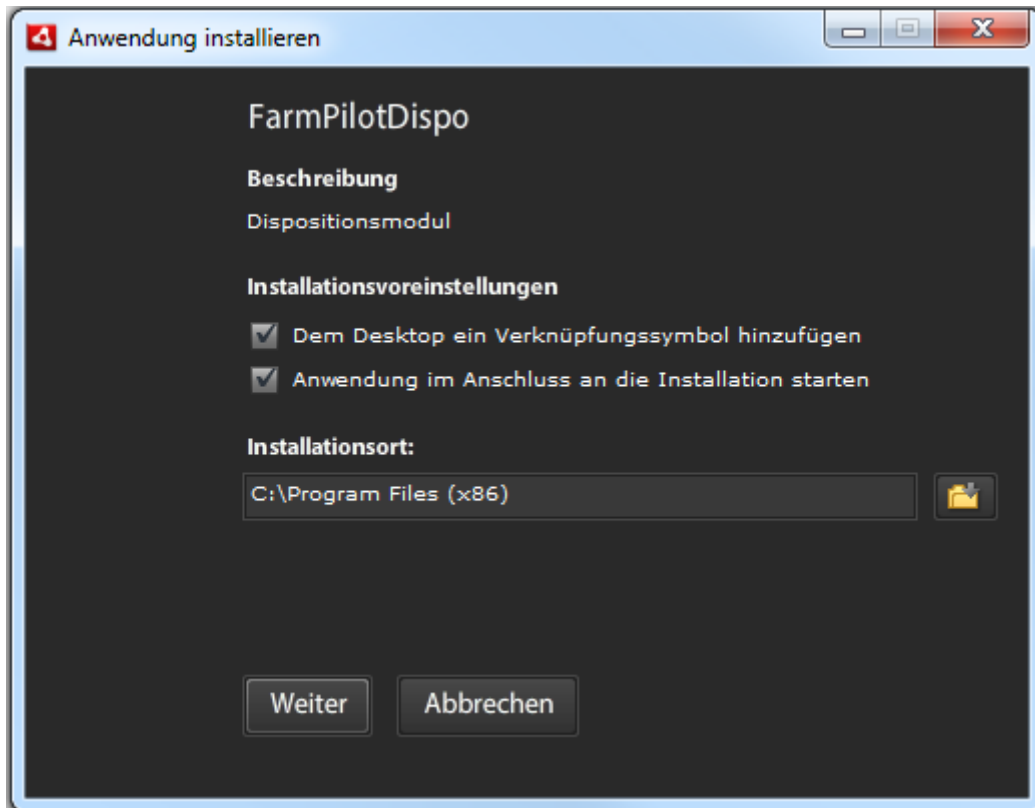 Anwendung installieren
FarmPilotDispo
Beschreibung
Dispositionsmodul
Installationsvoreinstellungen
Dem Desktop ein Verknüpfungssymbol hinzufügen
Anwendung im Anschluss an die Installation starten
Installationsort:
C:\Program Files (x86)
Weiter Abbrechen